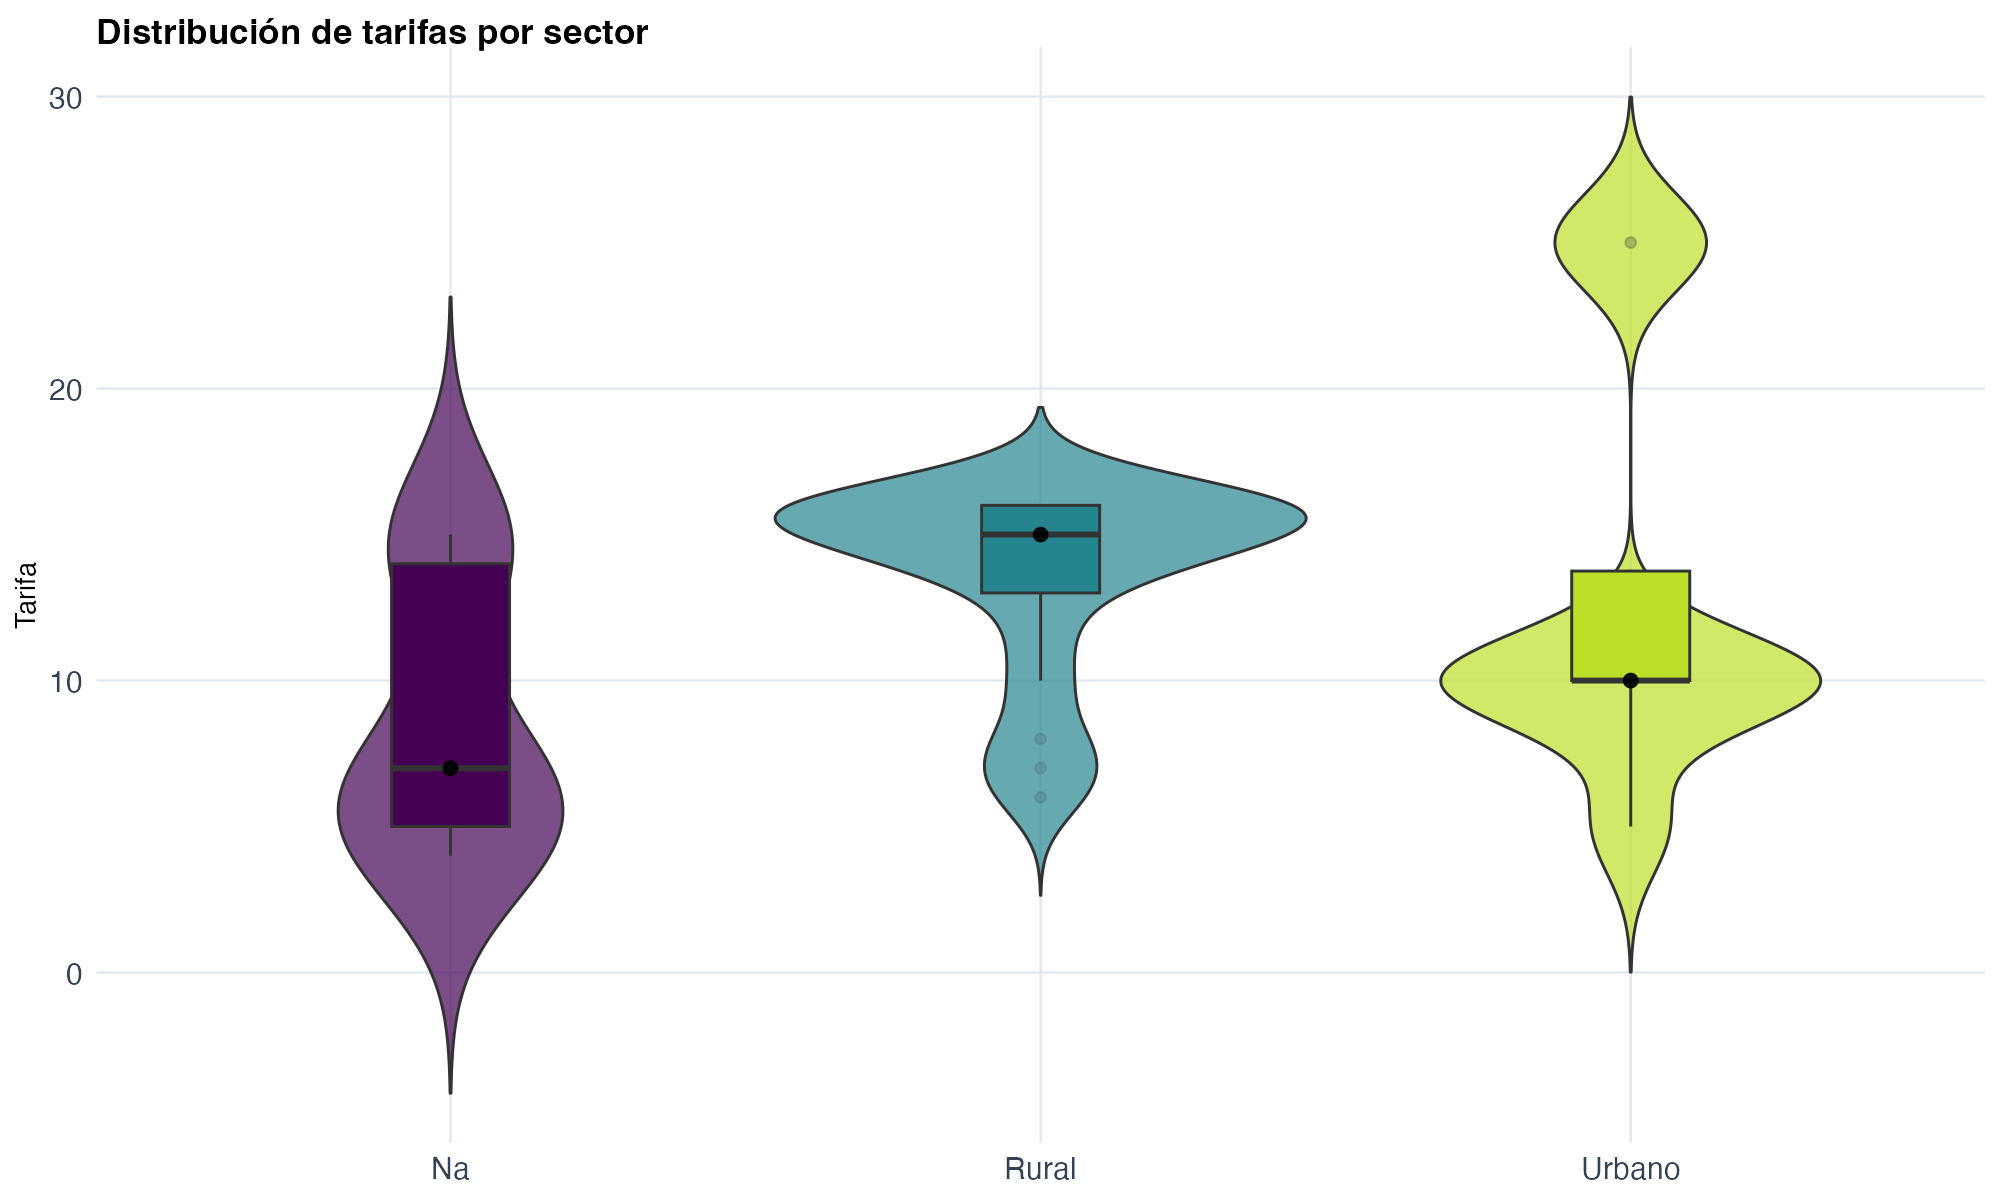 Distribución de tarifas por sector
30
20
10
0
Tarifa
Na
Rural
Urbano